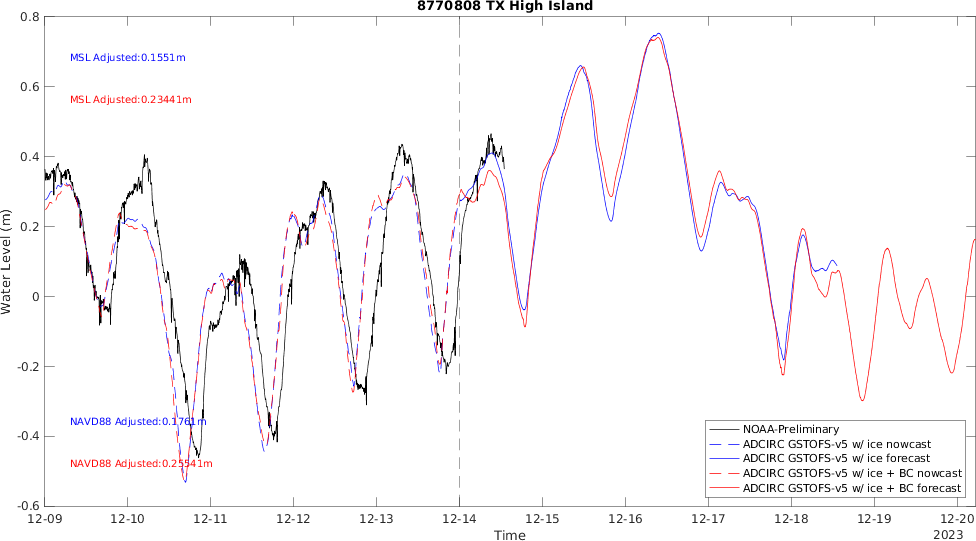 8770808 TX High Island
0.8
0.6
0.4
0.2
0
-0.2
-0.4
-0.6
Water Level (m)
MSL Adjusted:0.1551m
MSL Adjusted:0.23441m
NAVD88 Adjusted:0.1761m
NAVD88 Adjusted:0.25541m
NOAA-Preliminary
ADCIRC GSTOFS-v5 w/ ice nowcast
ADCIRC GSTOFS-v5 w/ ice forecast
ADCIRC GSTOFS-v5 w/ ice + BC nowcast
ADCIRC GSTOFS-v5 w/ ice + BC forecast
12-09 12-10 12-11 12-12 12-13 12-14 12-15 12-16 12-17 12-18 12-19 12-20
Time
2023